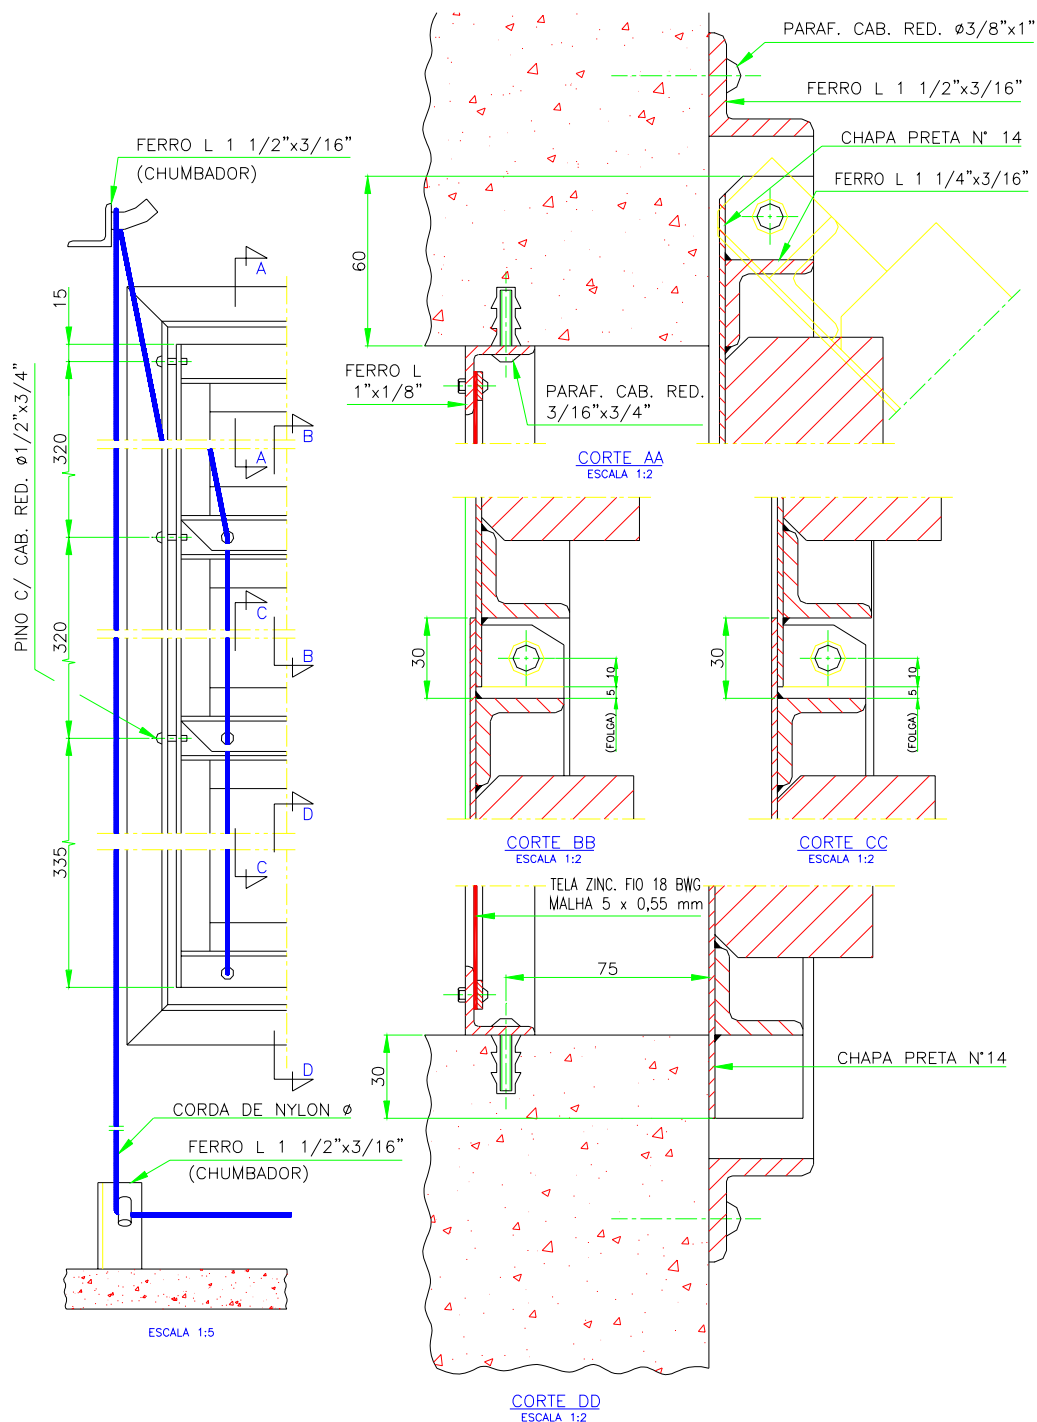 PARAF. CAB. RED. ø3/8"x1"
FERRO L 1 1/2"x3/16"
CHAPA PRETA N° 14
FERRO L 1 1/4"x3/16"
FERRO L 1 1/2"x3/16"
(CHUMBADOR)
60
15
320
320
335
PINO C/ CAB. RED. ø1/2"x3/4"
A
B
A
C
B
D
C
D
FERRO L
1"x1/8"
PARAF. CAB. RED.
3/16"x3/4"
CORTE AA
ESCALA 1:2
30
5 10
(FOLGA)
CORTE BB
ESCALA 1:2
30
5 10
(FOLGA)
CORTE CC
ESCALA 1:2
TELA ZINC. FIO 18 BWG
MALHA 5 x 0,55 mm
75
30
CHAPA PRETA N°14
CORTE DD
ESCALA 1:2
CORDA DE NYLON ø
FERRO L 1 1/2"x3/16"
(CHUMBADOR)
ESCALA 1:5